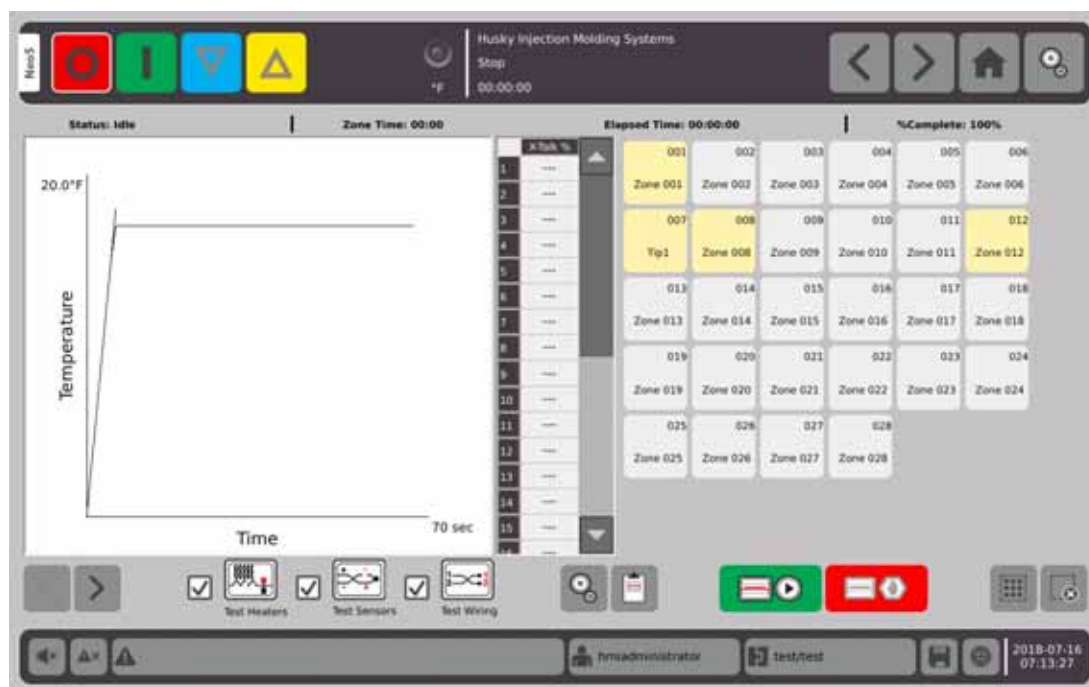 Neo5
Husky Injection Molding Systems
Stop
°F
00:00:00
Status: Idle
Zone Time: 00:00
Elapsed Time: 00:00:00
%Complete: 100%
20.0°F
Temperature
Time
70 sec
X-Talk %
1 ---
2 ---
3 ---
4 ---
5 ---
6 ---
7 ---
8 ---
9 ---
10 ---
11 ---
12 ---
13 ---
14 ---
15 ---
001 002 003 004 005 006
Zone 001 Zone 002 Zone 003 Zone 004 Zone 005 Zone 006
007 008 009 010 011 012
Tip1 Zone 008 Zone 009 Zone 010 Zone 011 Zone 012
013 014 015 016 017 018
Zone 013 Zone 014 Zone 015 Zone 016 Zone 017 Zone 018
019 020 021 022 023 024
Zone 019 Zone 020 Zone 021 Zone 022 Zone 023 Zone 024
025 026 027 028
Zone 025 Zone 026 Zone 027 Zone 028
Test Heaters
Test Sensors
Test Wiring
hmsadministrator
test/test
2018-07-16
07:13:27